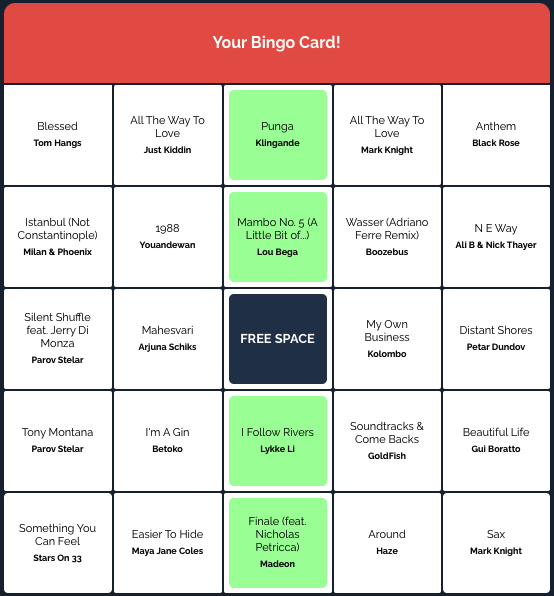 Your Bingo Card!
Blessed
Tom Hangs
All The Way To
Love
Just Kiddin
Punga
Klingande
All The Way To
Love
Mark Knight
Anthem
Black Rose
Istanbul (Not
Constantinople)
Milan & Phoenix
1988
Youandewan
Mambo No. 5 (A
Little Bit of...)
Lou Bega
Wasser (Adriano
Ferre Remix)
Boozebus
N E Way
Ali B & Nick Thayer
Silent Shuffle
feat. Jerry Di
Monza
Parov Stelar
Mahesvari
Arjuna Schiks
FREE SPACE
My Own
Business
Kolombo
Distant Shores
Petar Dundov
Tony Montana
Parov Stelar
I'm A Gin
Betoko
I Follow Rivers
Lykke Li
Soundtracks &
Come Backs
GoldFish
Beautiful Life
Gui Boratto
Something You
Can Feel
Stars On 33
Easier To Hide
Maya Jane Coles
Finale (feat.
Nicholas
Petricca)
Madeon
Around
Haze
Sax
Mark Knight